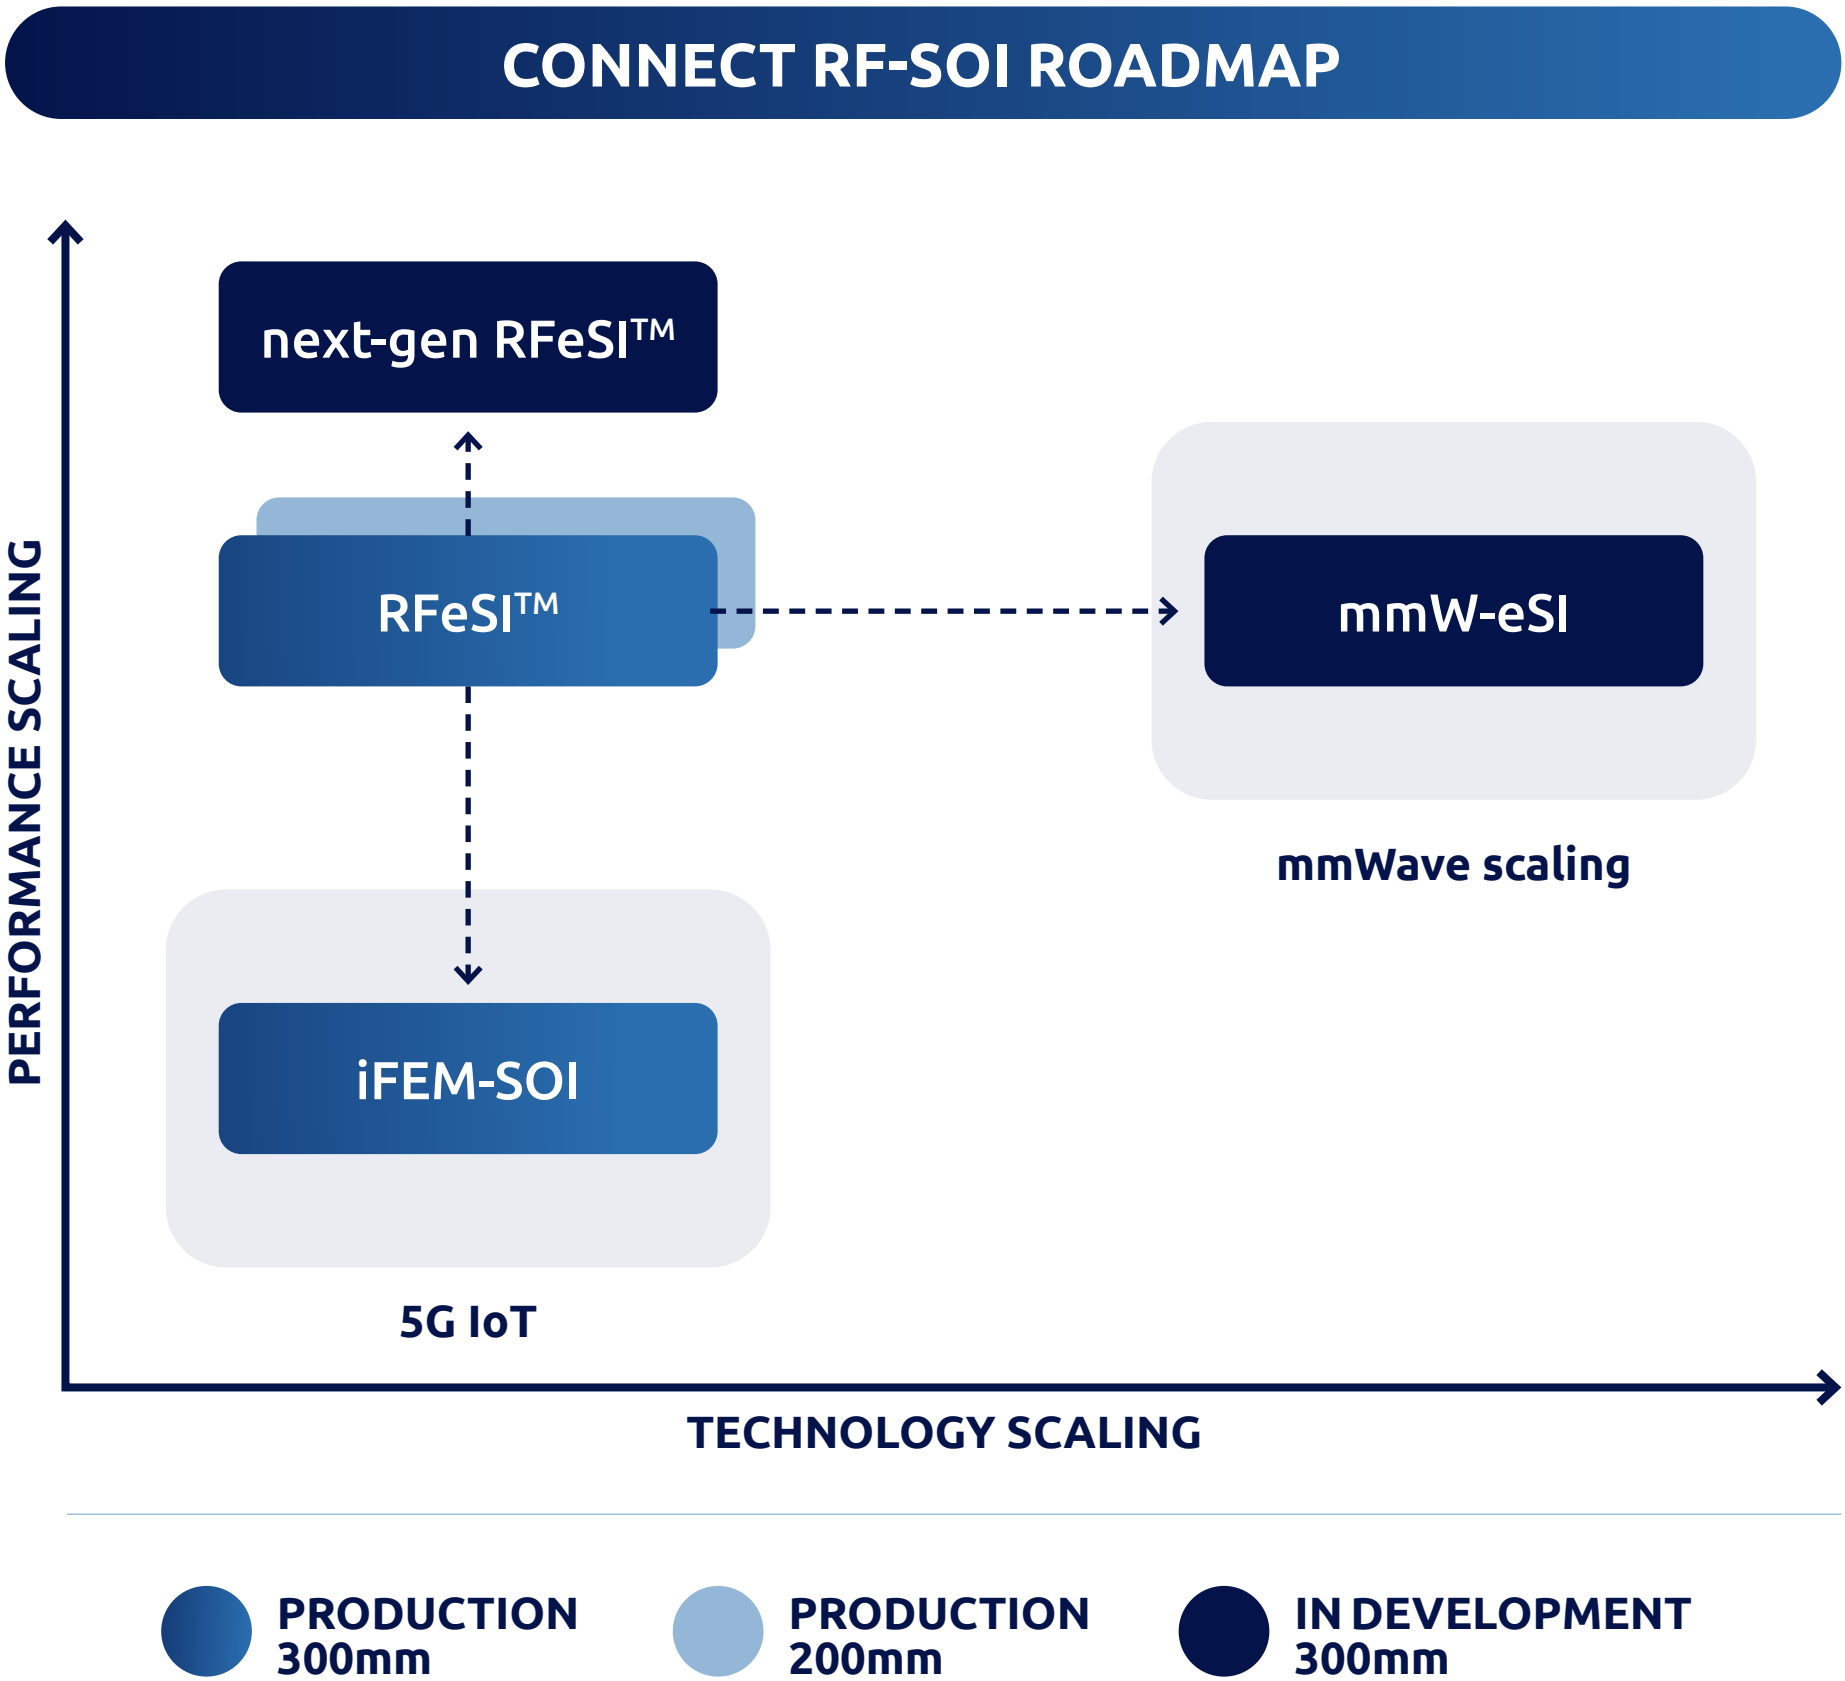 CONNECT RF-SOI ROADMAP
next-gen RFeSI™
RFeSI™
mmW-eSI
mmWave scaling
iFEM-SOI
5G IoT
PERFORMANCE SCALING
TECHNOLOGY SCALING
PRODUCTION
300mm
PRODUCTION
200mm
IN DEVELOPMENT
300mm